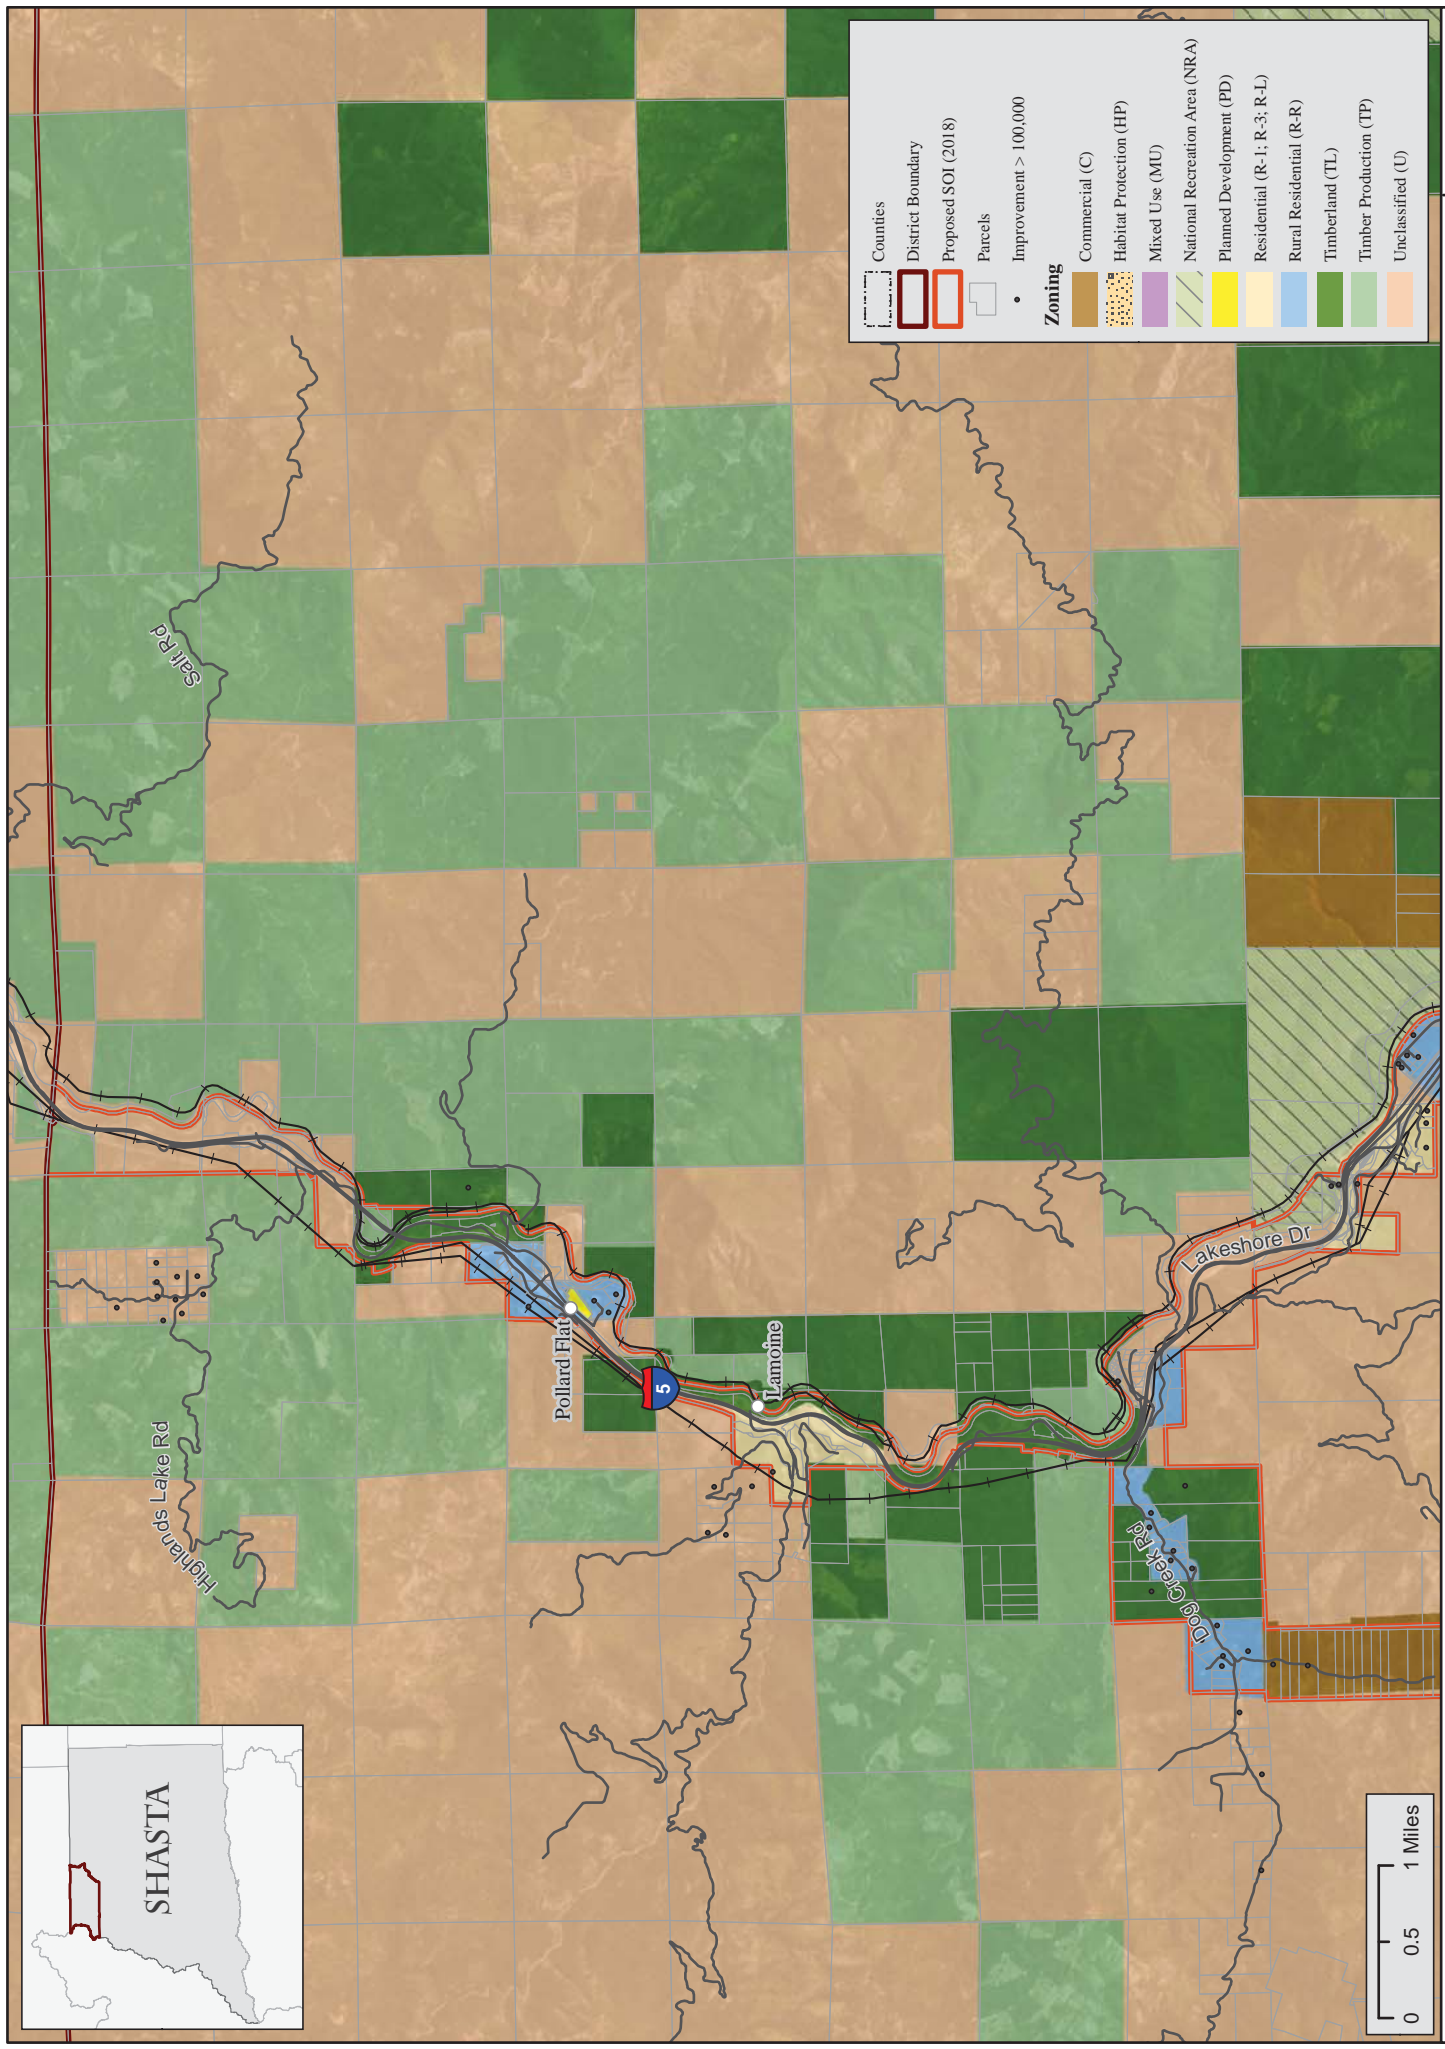 SHASTA
Salt Rd
Highlands Lake Rd
Pollard Flat
5
Lamoine
Lakeshore Dr
Dog Creek Rd
0 0.5 1 Miles
Counties
District Boundary
Proposed SOI (2018)
Parcels
Improvement > 100,000
Zoning
Commercial (C)
Habitat Protection (HP)
Mixed Use (MU)
National Recreation Area (NRA)
Planned Development (PD)
Residential (R-1; R-3; R-L)
Rural Residential (R-R)
Timberland (TL)
Timber Production (TP)
Unclassified (U)